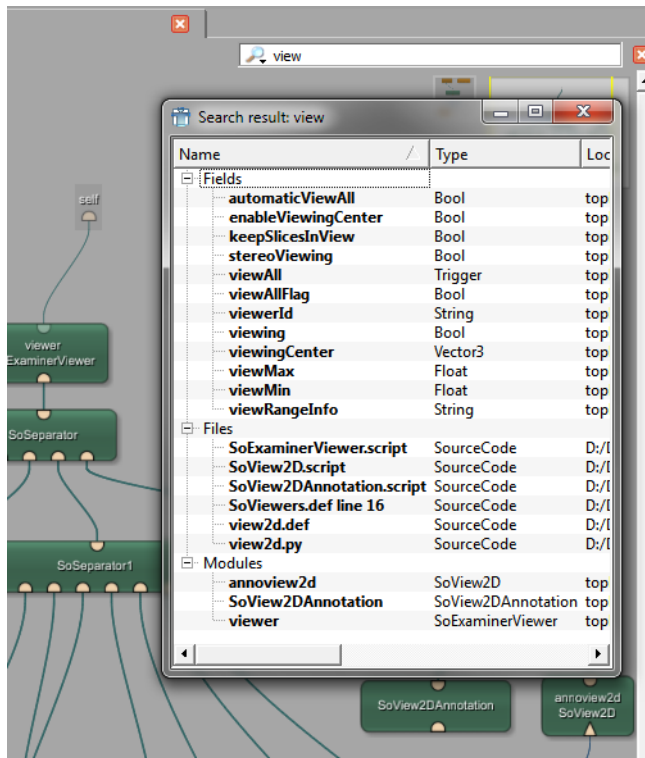 view
Search result: view
Name Type Loc
Fields
automaticViewAll Bool top
enableViewingCenter Bool top
keepSlicesInView Bool top
stereoViewing Bool top
viewAll Trigger top
viewAllFlag Bool top
viewerId String top
viewing Bool top
viewingCenter Vector3 top
viewMax Float top
viewMin Float top
viewRangeInfo String top
Files
SoExaminerViewer.script SourceCode D:/D
SoView2D.script SourceCode D:/D
SoView2DAnnotation.script SourceCode D:/D
SoViewers.def line 16 SourceCode D:/D
view2d.def SourceCode D:/D
view2d.py SourceCode D:/D
Modules
annoview2d SoView2D top
SoView2DAnnotation SoView2DAnnotation top
viewer SoExaminerViewer top
self
viewer
ExaminerViewer
SoSeparator
SoSeparator1
SoView2DAnnotation
annoview2d
SoView2D